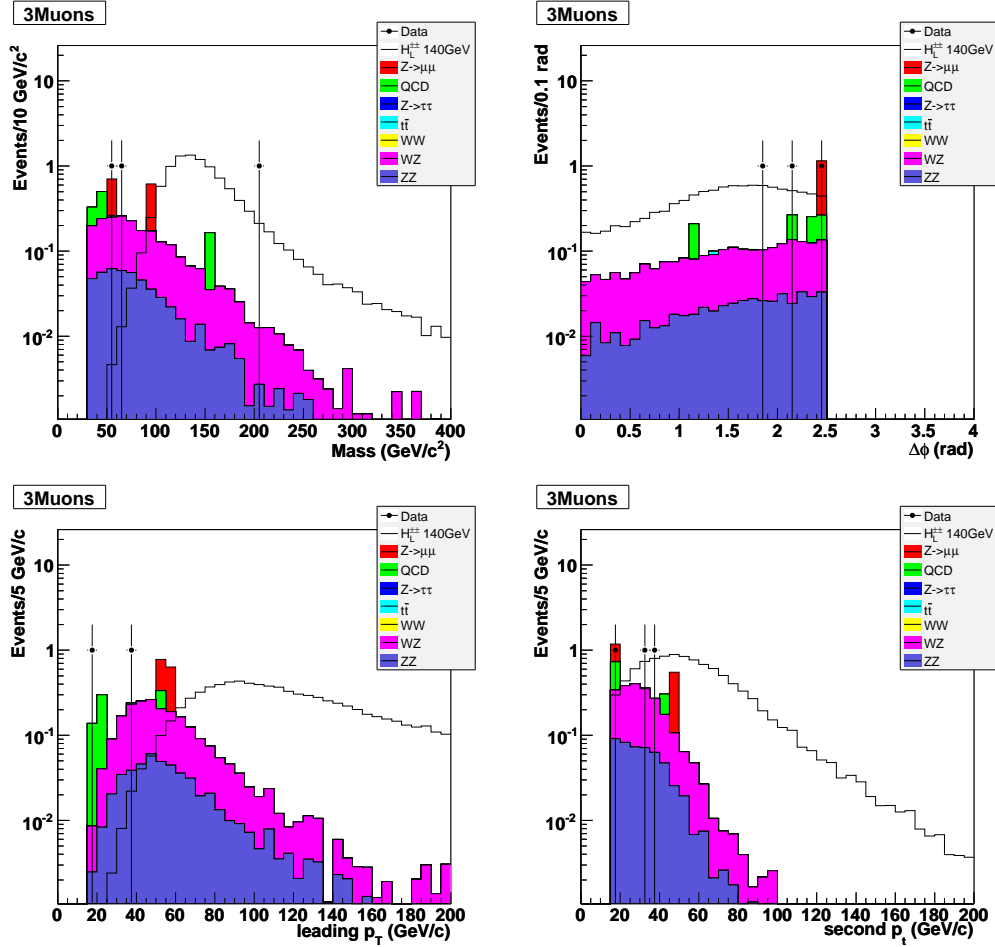 3Muons
Events/10 GeV/c²
10
1
10⁻¹
10⁻²
0 50 100 150 200 250 300 350 400
Mass (GeV/c²)
Data
H_L^±± 140GeV
Z->μμ
QCD
Z->ττ
tt̄
WW
WZ
ZZ
3Muons
Events/0.1 rad
10
1
10⁻¹
10⁻²
0 0.5 1 1.5 2 2.5 3 3.5 4
Δϕ (rad)
Data
H_L^±± 140GeV
Z->μμ
QCD
Z->ττ
tt̄
WW
WZ
ZZ
3Muons
Events/5 GeV/c
10
1
10⁻¹
10⁻²
0 20 40 60 80 100 120 140 160 180 200
leading p_T (GeV/c)
Data
H_L^±± 140GeV
Z->μμ
QCD
Z->ττ
tt̄
WW
WZ
ZZ
3Muons
Events/5 GeV/c
10
1
10⁻¹
10⁻²
0 20 40 60 80 100 120 140 160 180 200
second p_t (GeV/c)
Data
H_L^±± 140GeV
Z->μμ
QCD
Z->ττ
tt̄
WW
WZ
ZZ